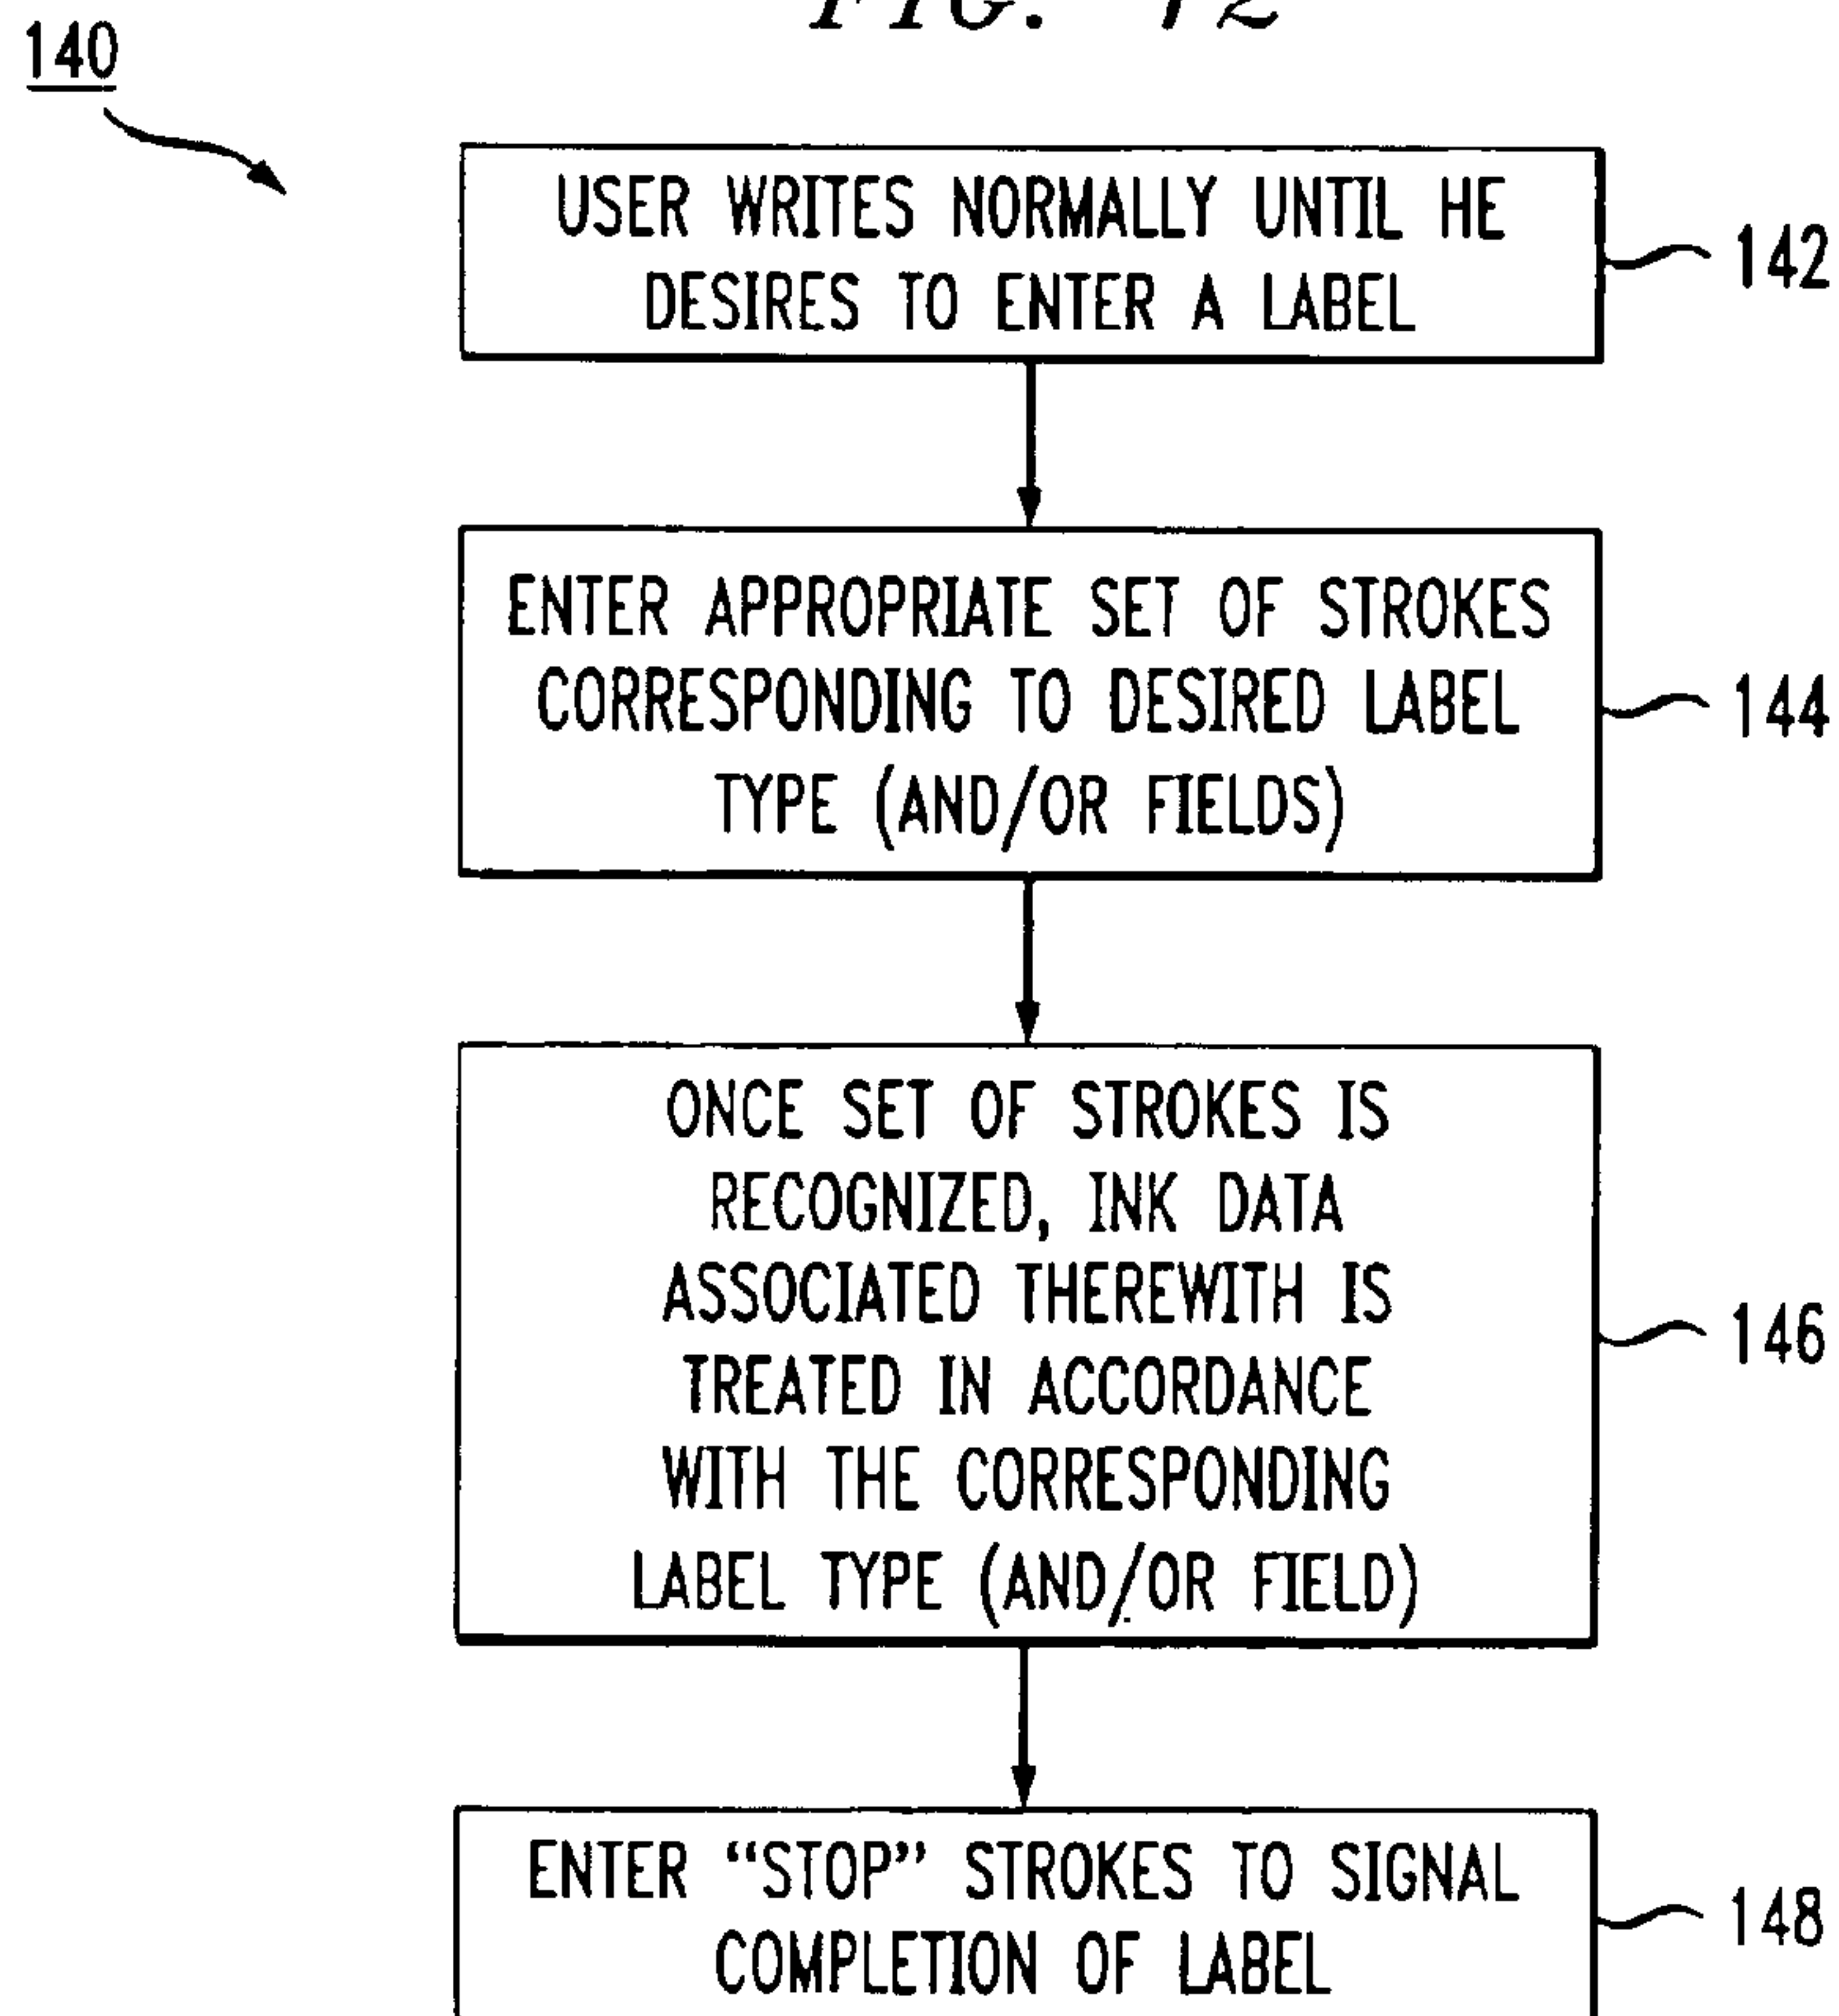 FIG. 12
140
USER WRITES NORMALLY UNTIL HE
DESIRES TO ENTER A LABEL
142
ENTER APPROPRIATE SET OF STROKES
CORRESPONDING TO DESIRED LABEL
TYPE (AND/OR FIELDS)
144
ONCE SET OF STROKES IS
RECOGNIZED, INK DATA
ASSOCIATED THEREWITH IS
TREATED IN ACCORDANCE
WITH THE CORRESPONDING
LABEL TYPE (AND/OR FIELD)
146
ENTER “STOP” STROKES TO SIGNAL
COMPLETION OF LABEL
148